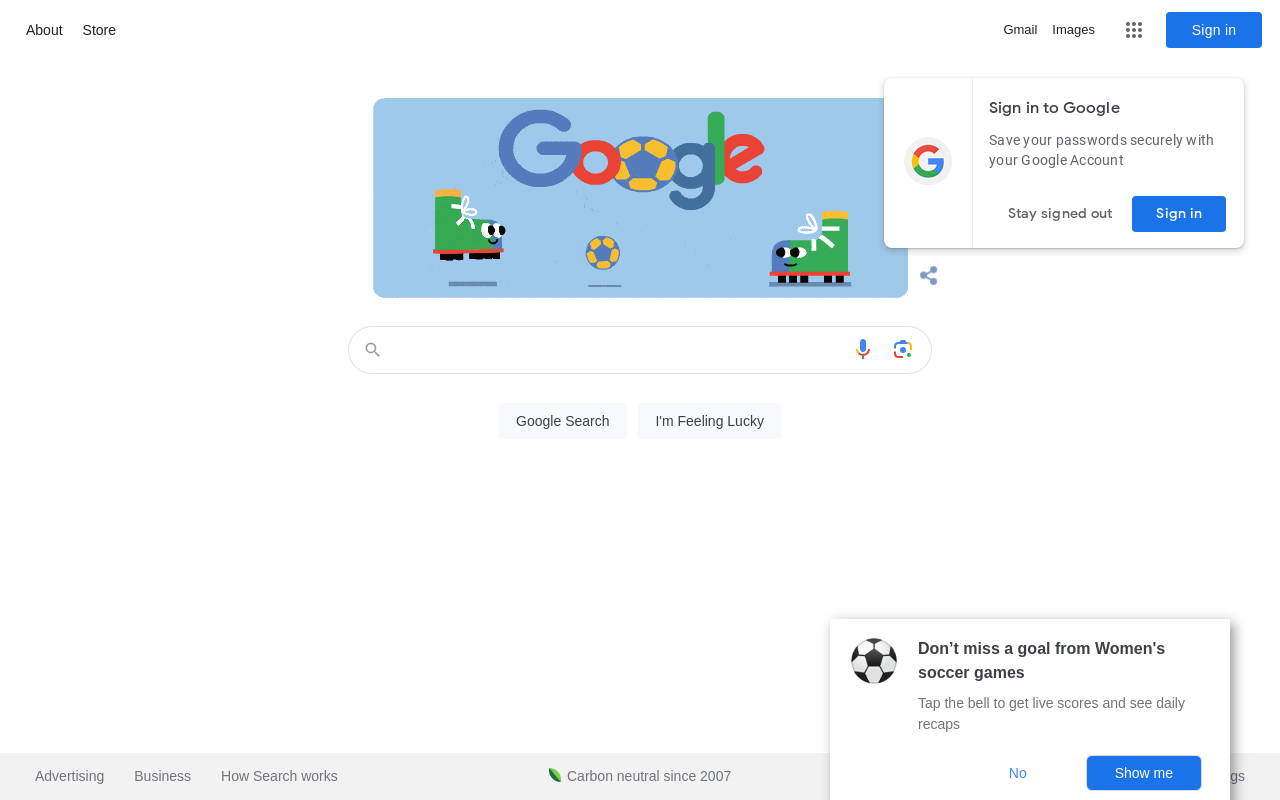 About Store
Gmail Images
Sign in
Google
Sign in to Google
Save your passwords securely with
your Google Account
Stay signed out
Sign in
Google Search
I'm Feeling Lucky
Don’t miss a goal from Women's
soccer games
Tap the bell to get live scores and see daily
recaps
No
Show me
Advertising
Business
How Search works
Carbon neutral since 2007